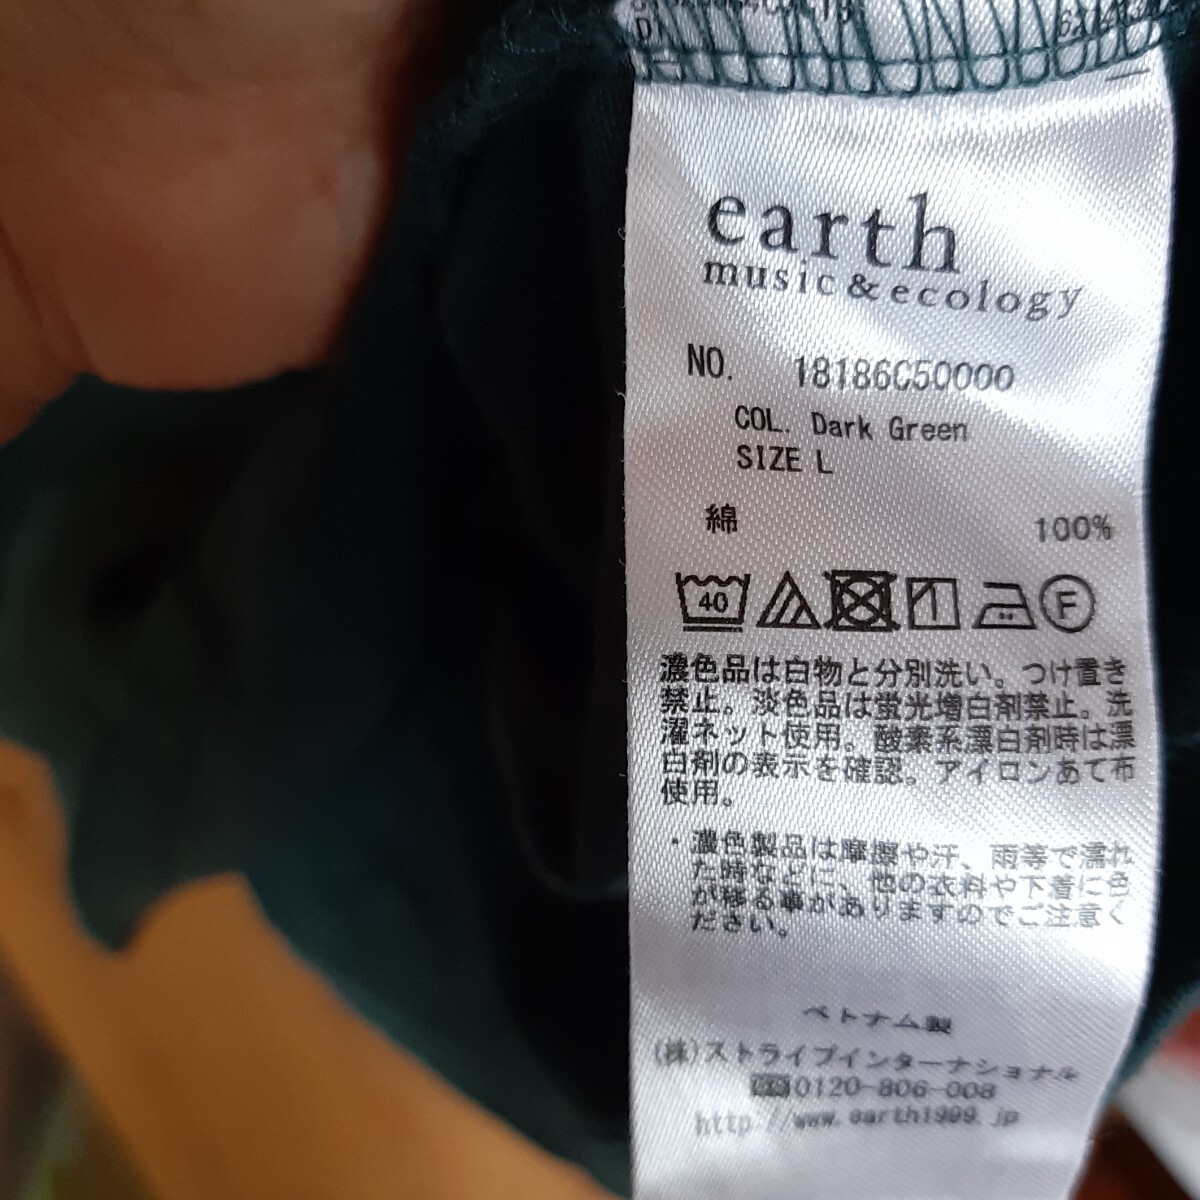 earth
music&ecology
NO. 18186C50000
COL. Dark Green
SIZE L
綿 100%
40 F
濃色品は白物と分別洗い。つけ置き
禁止。淡色品は蛍光増白剤禁止。洗
濯ネット使用。酸素系漂白剤時は漂
白剤の表示を確認。アイロンあて布
使用。
・濃色製品は摩擦や汗、雨等で濡れ
た時などに、他の衣料や下着に色
が移る事がありますのでご注意く
ださい。
ベトナム製
(株)ストライプインターナショナル
0120-806-008
http://www.earth1999.jp